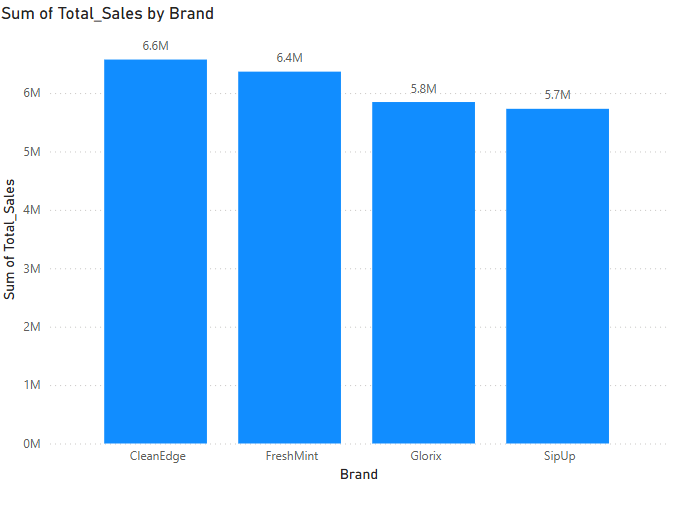 Sum of Total_Sales by Brand
6.6M
6.4M
5.8M
5.7M
6M
5M
4M
3M
2M
1M
0M
Sum of Total_Sales
CleanEdge
FreshMint
Glorix
SipUp
Brand